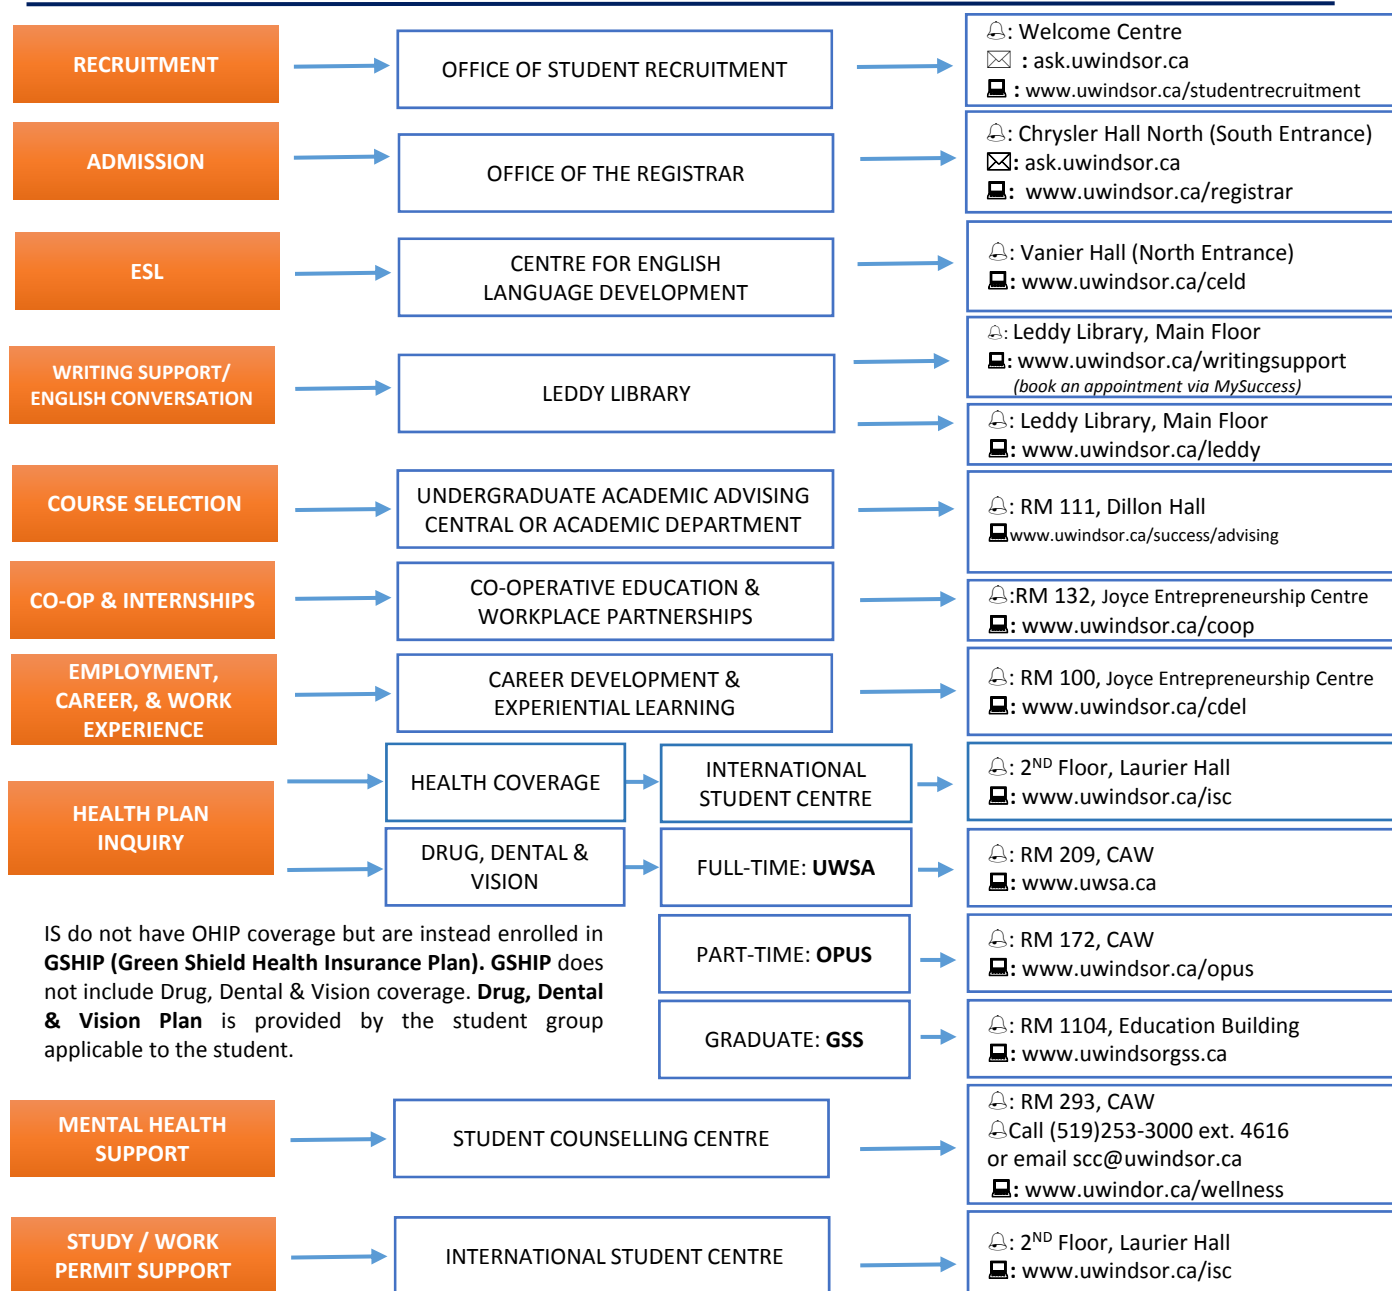 RECRUITMENT
OFFICE OF STUDENT RECRUITMENT
: Welcome Centre
: ask.uwindsor.ca
: www.uwindsor.ca/studentrecruitment
ADMISSION
OFFICE OF THE REGISTRAR
: Chrysler Hall North (South Entrance)
: ask.uwindsor.ca
: www.uwindsor.ca/registrar
ESL
CENTRE FOR ENGLISH
LANGUAGE DEVELOPMENT
: Vanier Hall (North Entrance)
: www.uwindsor.ca/celd
WRITING SUPPORT/
ENGLISH CONVERSATION
LEDDY LIBRARY
: Leddy Library, Main Floor
: www.uwindsor.ca/writingsupport
(book an appointment via MySuccess)
: Leddy Library, Main Floor
: www.uwindsor.ca/leddy
COURSE SELECTION
UNDERGRADUATE ACADEMIC ADVISING
CENTRAL OR ACADEMIC DEPARTMENT
: RM 111, Dillon Hall
www.uwindsor.ca/success/advising
CO-OP & INTERNSHIPS
CO-OPERATIVE EDUCATION &
WORKPLACE PARTNERSHIPS
:RM 132, Joyce Entrepreneurship Centre
: www.uwindsor.ca/coop
EMPLOYMENT,
CAREER, & WORK
EXPERIENCE
CAREER DEVELOPMENT &
EXPERIENTIAL LEARNING
: RM 100, Joyce Entrepreneurship Centre
: www.uwindsor.ca/cdel
HEALTH PLAN
INQUIRY
HEALTH COVERAGE
INTERNATIONAL
STUDENT CENTRE
: 2ND Floor, Laurier Hall
: www.uwindsor.ca/isc
DRUG, DENTAL &
VISION
FULL-TIME: UWSA
: RM 209, CAW
: www.uwsa.ca
PART-TIME: OPUS
: RM 172, CAW
: www.uwindsor.ca/opus
GRADUATE: GSS
: RM 1104, Education Building
: www.uwindsorgss.ca
IS do not have OHIP coverage but are instead enrolled in
GSHIP (Green Shield Health Insurance Plan). GSHIP does
not include Drug, Dental & Vision coverage. Drug, Dental
& Vision Plan is provided by the student group
applicable to the student.
MENTAL HEALTH
SUPPORT
STUDENT COUNSELLING CENTRE
: RM 293, CAW
Call (519)253-3000 ext. 4616
or email scc@uwindsor.ca
: www.uwindor.ca/wellness
STUDY / WORK
PERMIT SUPPORT
INTERNATIONAL STUDENT CENTRE
: 2ND Floor, Laurier Hall
: www.uwindsor.ca/isc